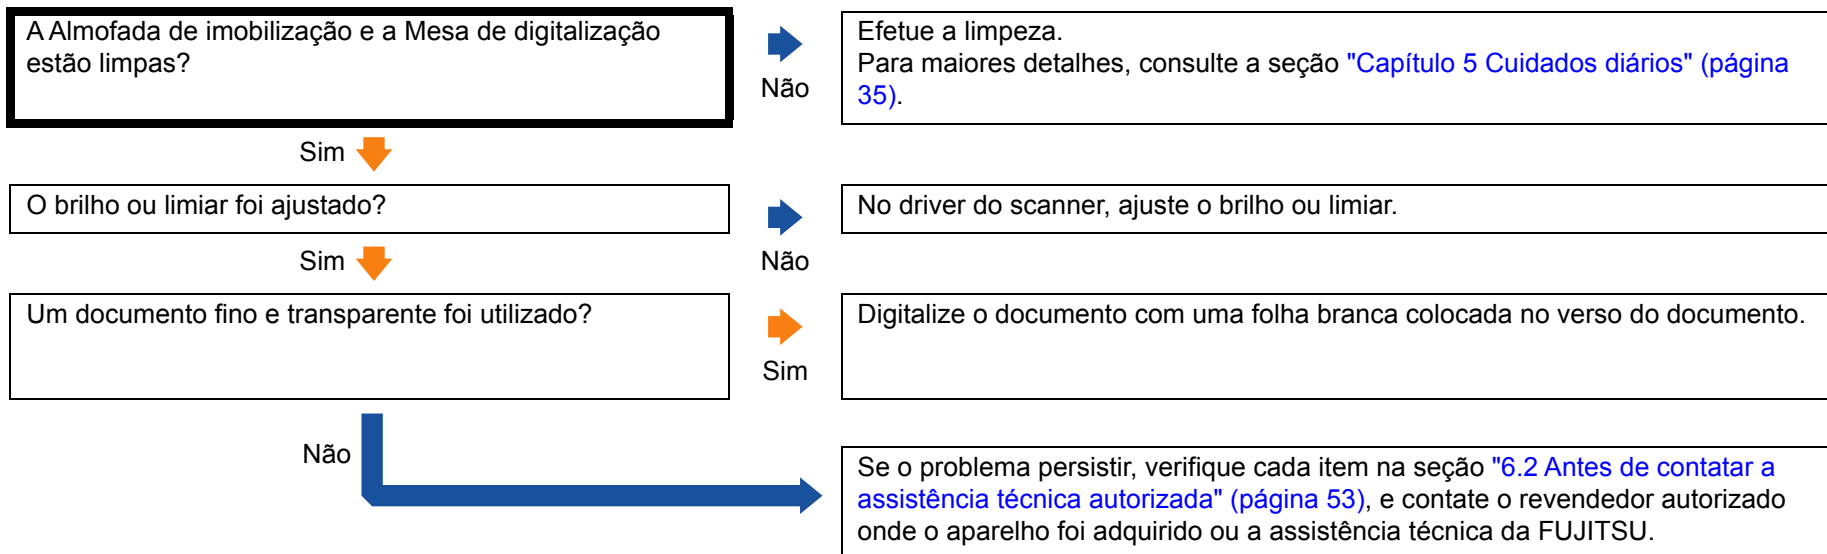 A Almofada de imobilização e a Mesa de digitalização
estão limpas?
Não
Efetue a limpeza.
Para maiores detalhes, consulte a seção "Capítulo 5 Cuidados diários" (página
35).
Sim
O brilho ou limiar foi ajustado?
Não
No driver do scanner, ajuste o brilho ou limiar.
Sim
Um documento fino e transparente foi utilizado?
Sim
Digitalize o documento com uma folha branca colocada no verso do documento.
Não
Se o problema persistir, verifique cada item na seção "6.2 Antes de contatar a
assistência técnica autorizada" (página 53), e contate o revendedor autorizado
onde o aparelho foi adquirido ou a assistência técnica da FUJITSU.